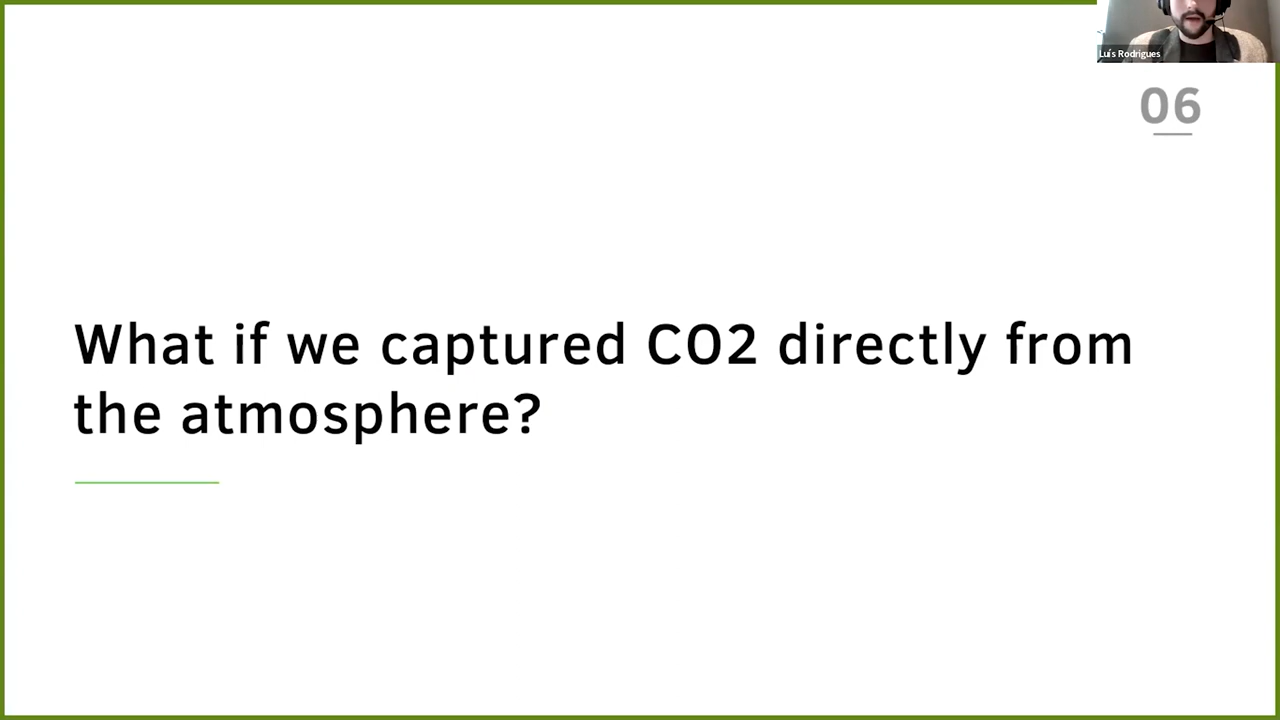 Luís Rodrigues
06
What if we captured CO2 directly from
the atmosphere?